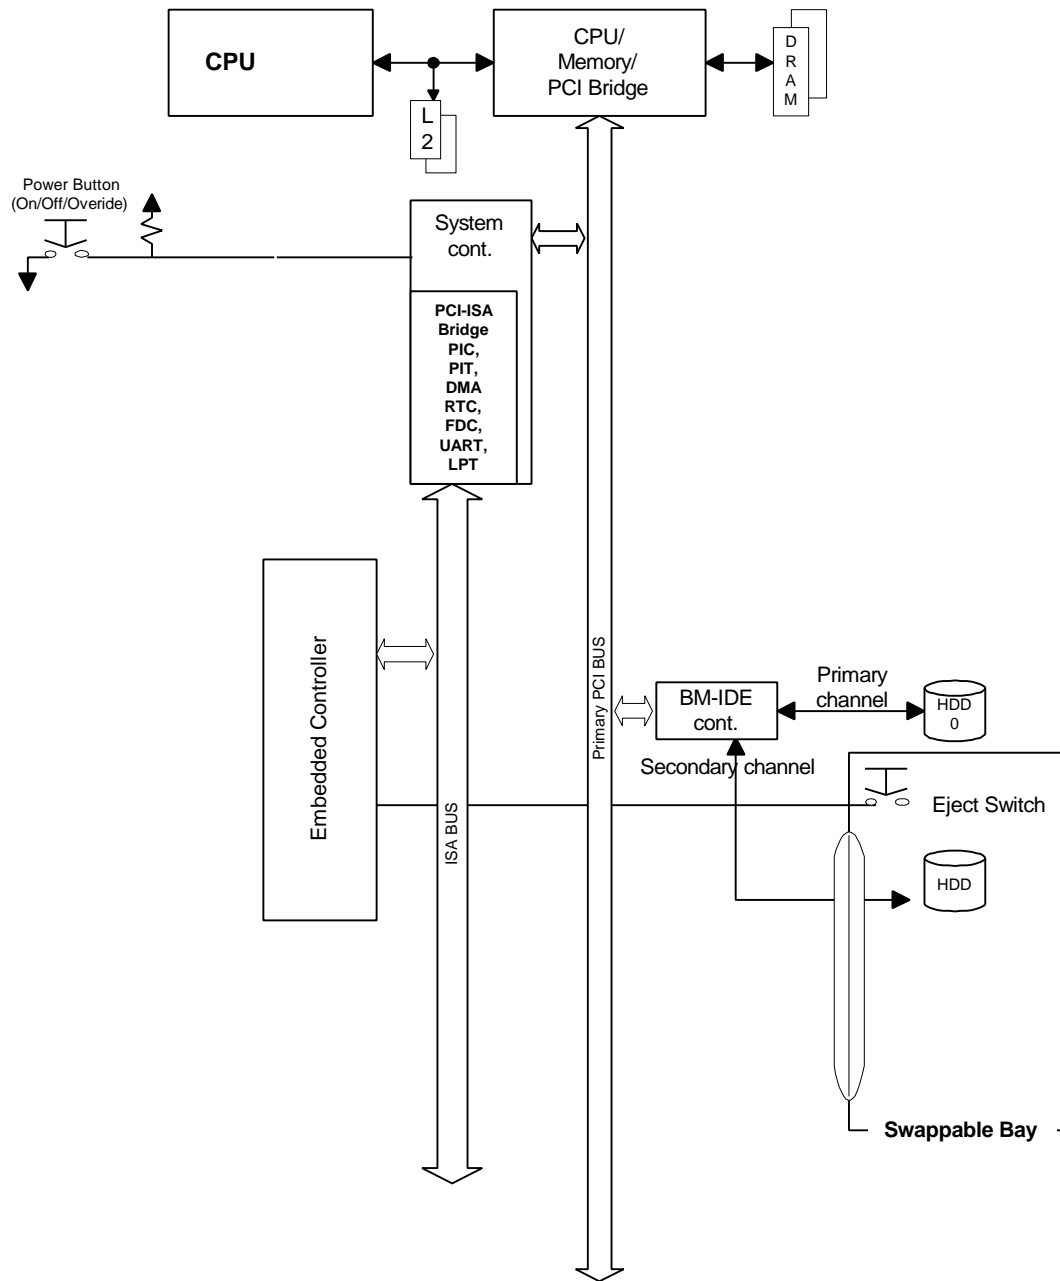 CPU
CPU/
Memory/
PCI Bridge
D
R
A
M
L
2
Power Button
(On/Off/Overide)
System
cont.
PCI-ISA
Bridge
PIC,
PIT,
DMA
RTC,
FDC,
UART,
LPT
Embedded Controller
ISA BUS
Primary PCI BUS
BM-IDE
cont.
Primary
channel
HDD
0
Secondary channel
Eject Switch
HDD
Swappable Bay